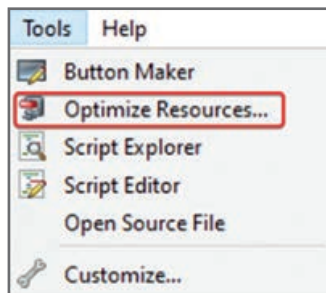 Tools Help
Button Maker
Optimize Resources...
Script Explorer
Script Editor
Open Source File
Customize...